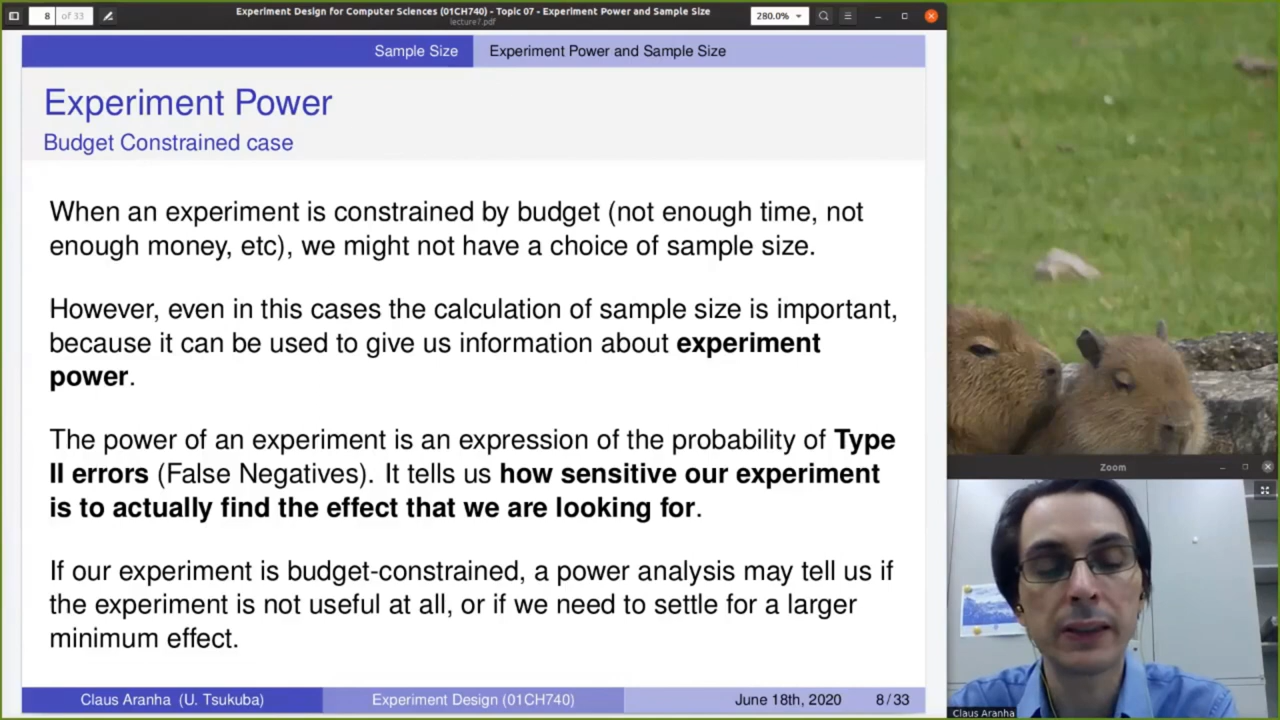 8 of 33
Experiment Design for Computer Sciences (01CH740) - Topic 07 - Experiment Power and Sample Size
lecture7.pdf
280.0%
Sample Size
Experiment Power and Sample Size
Experiment Power
Budget Constrained case
When an experiment is constrained by budget (not enough time, not
enough money, etc), we might not have a choice of sample size.
However, even in this cases the calculation of sample size is important,
because it can be used to give us information about experiment
power.
The power of an experiment is an expression of the probability of Type
II errors (False Negatives). It tells us how sensitive our experiment
is to actually find the effect that we are looking for.
If our experiment is budget-constrained, a power analysis may tell us if
the experiment is not useful at all, or if we need to settle for a larger
minimum effect.
Claus Aranha (U. Tsukuba)
Experiment Design (01CH740)
June 18th, 2020
8 / 33
Zoom
Claus Aranha